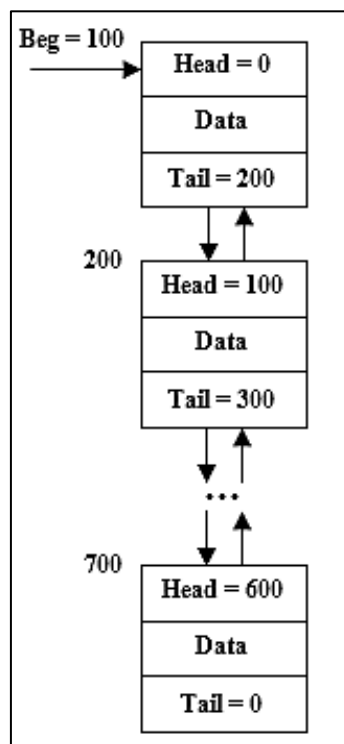 Beg = 100
Head = 0
Data
Tail = 200
200
Head = 100
Data
Tail = 300
...
700
Head = 600
Data
Tail = 0